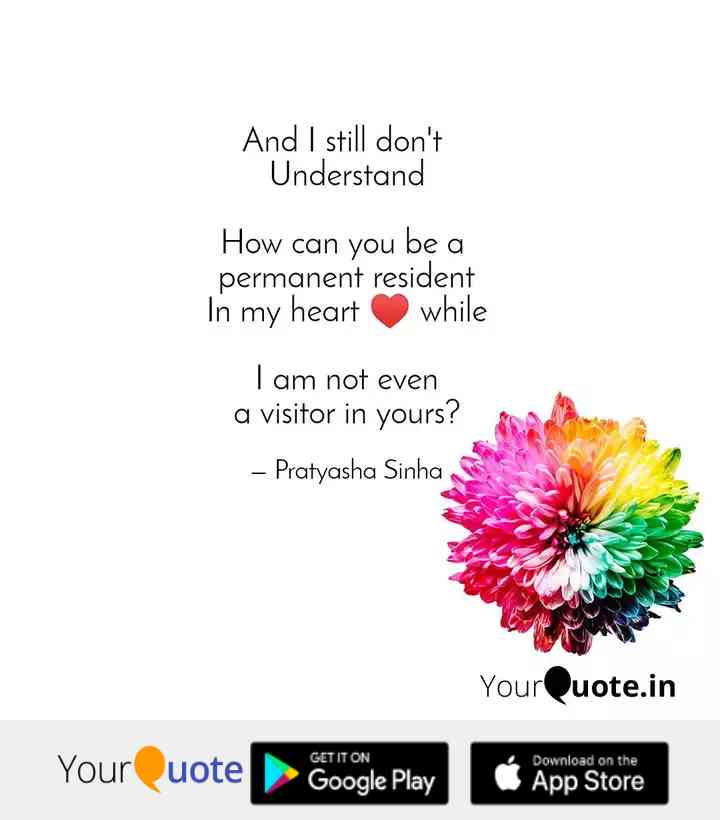 And I still don't
Understand
How can you be a
permanent resident
In my heart ♥️ while
I am not even
a visitor in yours?
– Pratyasha Sinha
YourQuote.in
YourQuote
GET IT ON
Google Play
Download on the
App Store